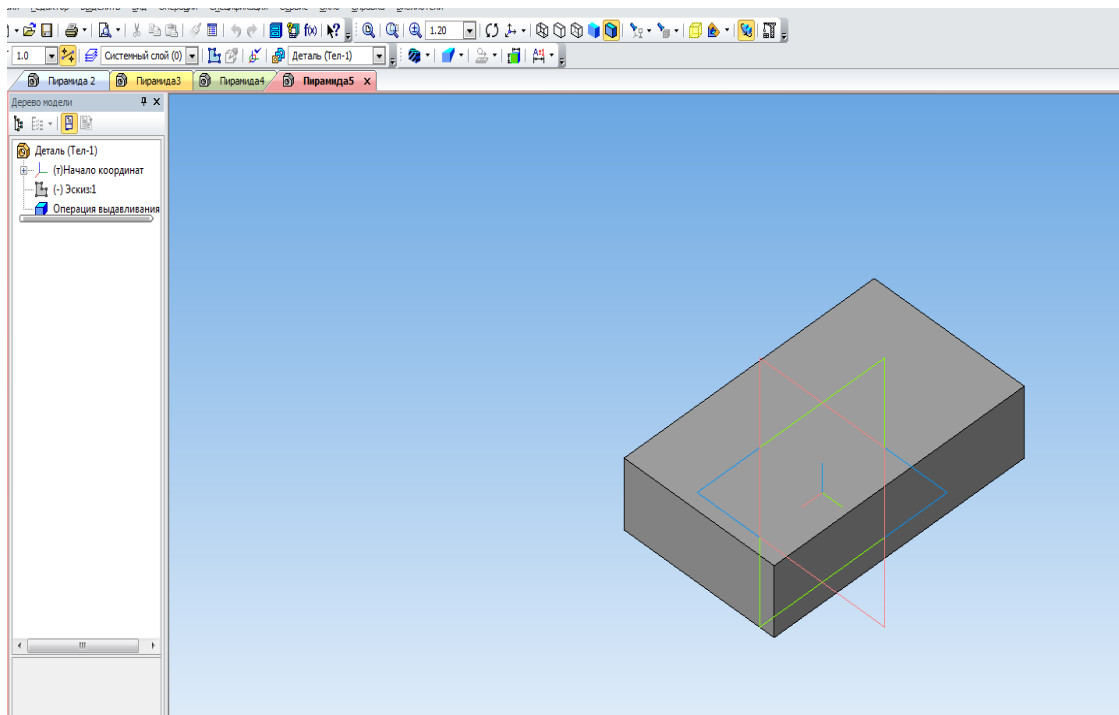 1.20
1.0
Системный слой (0)
Деталь (Тел-1)
Пирамида 2
Пирамида3
Пирамида4
Пирамида5 X
Дерево модели
Деталь (Тел-1)
(т)Начало координат
(-) Эскиз:1
Операция выдавливания